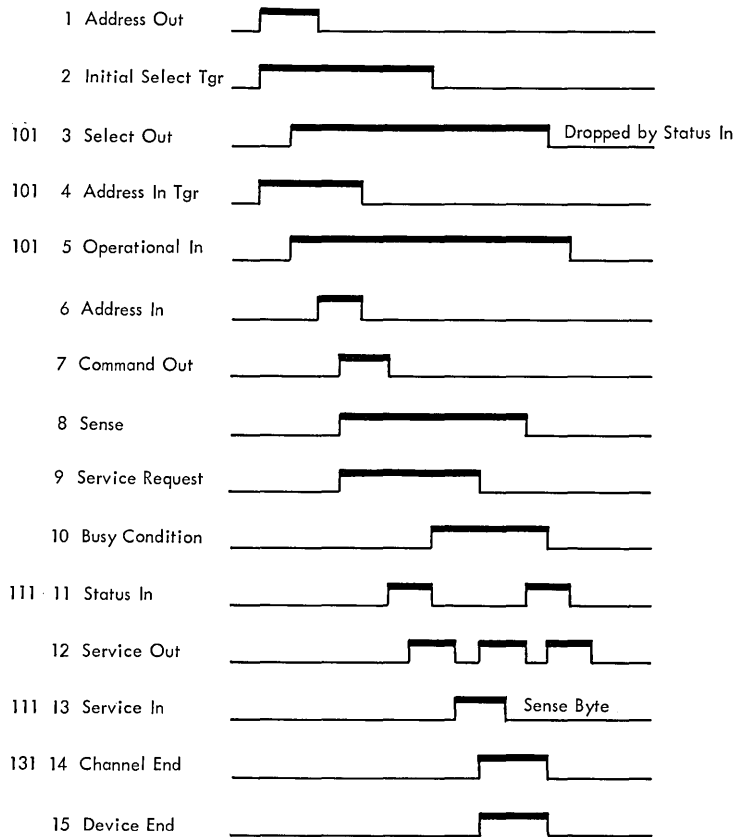 1 Address Out
2 Initial Select Tgr
101 3 Select Out Dropped by Status In
101 4 Address In Tgr
101 5 Operational In
6 Address In
7 Command Out
8 Sense
9 Service Request
10 Busy Condition
111 11 Status In
12 Service Out
111 13 Service In Sense Byte
131 14 Channel End
15 Device End